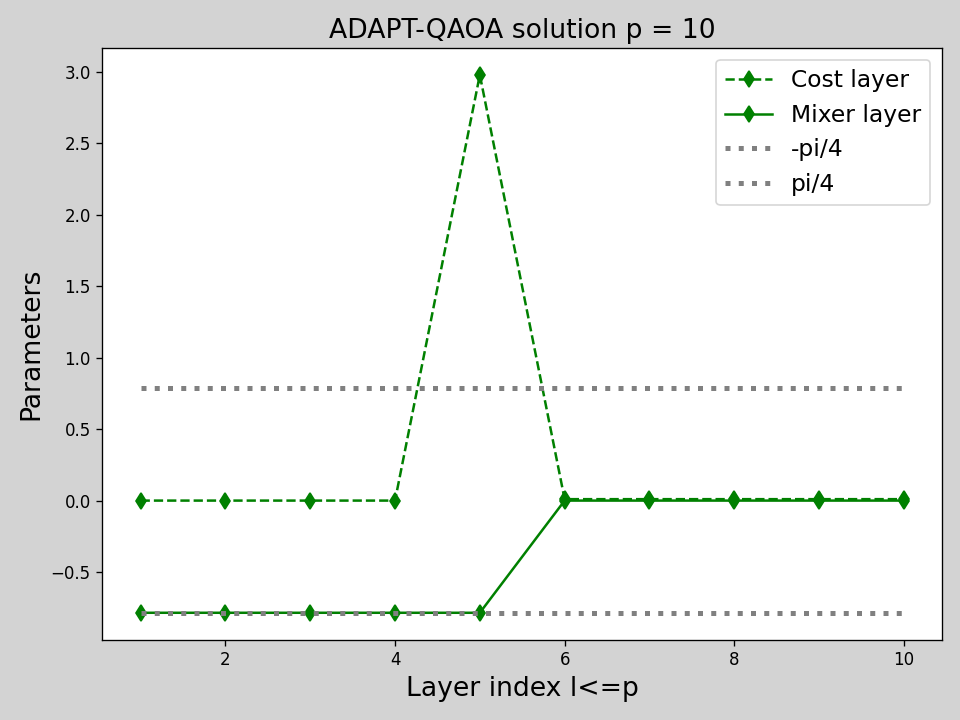 ADAPT-QAOA solution p = 10
Cost layer
Mixer layer
-pi/4
pi/4
Parameters
3.0
2.5
2.0
1.5
1.0
0.5
0.0
−0.5
2 4 6 8 10
Layer index l<=p